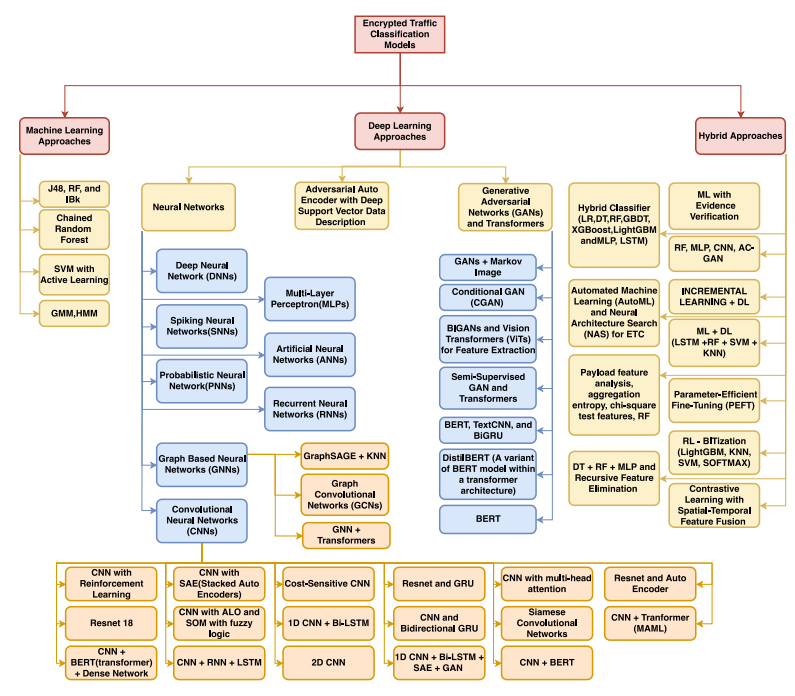 Encrypted Traffic
Classification
Models
Machine Learning
Approaches
Deep Learning
Approaches
Hybrid Approaches
J48, RF, and
IBk
Chained
Random
Forest
SVM with
Active Learning
GMM,HMM
Neural Networks
Adversarial Auto
Encoder with Deep
Support Vector Data
Description
Generative
Adversarial
Networks (GANs)
and Transformers
Deep Neural
Network (DNNs)
Multi-Layer
Perceptron(MLPs)
Spiking Neural
Networks(SNNs)
Artificial Neural
Networks (ANNs)
Probabilistic Neural
Network(PNNs)
Recurrent Neural
Networks (RNNs)
Graph Based Neural
Networks (GNNs)
GraphSAGE + KNN
Graph
Convolutional
Networks (GCNs)
GNN +
Transformers
Convolutional
Neural Networks
(CNNs)
GANs + Markov
Image
Conditional GAN
(CGAN)
BIGANs and Vision
Transformers (ViTs)
for Feature Extraction
Semi-Supervised
GAN and
Transformers
BERT, TextCNN, and
BiGRU
DistilBERT (A variant
of BERT model within
a transformer
architecture)
BERT
Hybrid Classifier
(LR,DT,RF,GBDT,
XGBoost,LightGBM
andMLP, LSTM)
Automated Machine
Learning (AutoML) and
Neural
Architecture Search
(NAS) for ETC
Payload feature
analysis,
aggregation
entropy, chi-square
test features, RF
DT + RF + MLP and
Recursive Feature
Elimination
ML with
Evidence
Verification
RF, MLP, CNN, AC-
GAN
INCREMENTAL
LEARNING + DL
ML + DL
(LSTM +RF + SVM +
KNN)
Parameter-Efficient
Fine-Tuning (PEFT)
RL - BITization
(LightGBM, KNN,
SVM, SOFTMAX)
Contrastive
Learning with
Spatial-Temporal
Feature Fusion
CNN with
Reinforcement
Learning
CNN with
SAE(Stacked Auto
Encoders)
Cost-Sensitive CNN
Resnet and GRU
CNN with multi-head
attention
Resnet and Auto
Encoder
Resnet 18
CNN with ALO and
SOM with fuzzy
logic
1D CNN + Bi-LSTM
CNN and
Bidirectional GRU
Siamese
Convolutional
Networks
CNN + Tranformer
(MAML)
CNN +
BERT(transformer)
+ Dense Network
CNN + RNN + LSTM
2D CNN
1D CNN + Bi-LSTM +
SAE + GAN
CNN + BERT